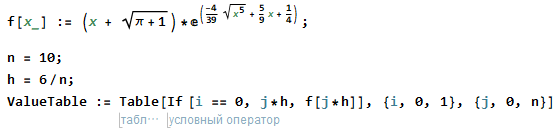 f[x_] := (x + √(π + 1)) * ⅇ^(-4/39 √(x^5) + 5/9 x + 1/4);
n = 10;
h = 6 / n;
ValueTable := Table[If [i == 0, j*h, f[j*h]], {i, 0, 1}, {j, 0, n}]
табл⋯ условный оператор